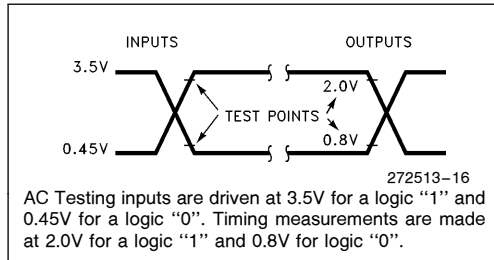 INPUTS OUTPUTS
3.5V
2.0V
TEST POINTS
0.8V
0.45V
272513–16
AC Testing inputs are driven at 3.5V for a logic ‘‘1’’ and
0.45V for a logic ‘‘0’’. Timing measurements are made
at 2.0V for a logic ‘‘1’’ and 0.8V for logic ‘‘0’’.